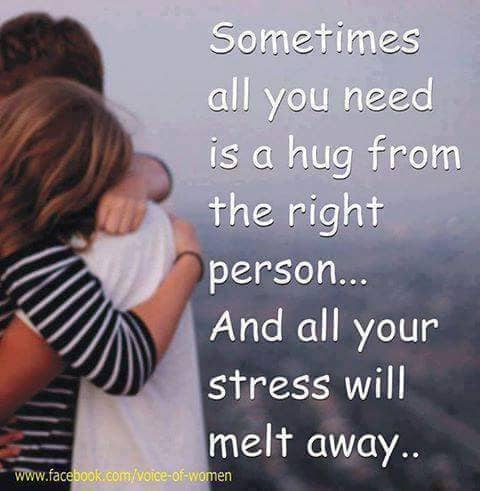 Sometimes
all you need
is a hug from
the right
person...
And all your
stress will
melt away..
www.facebook.com/voice-of-women